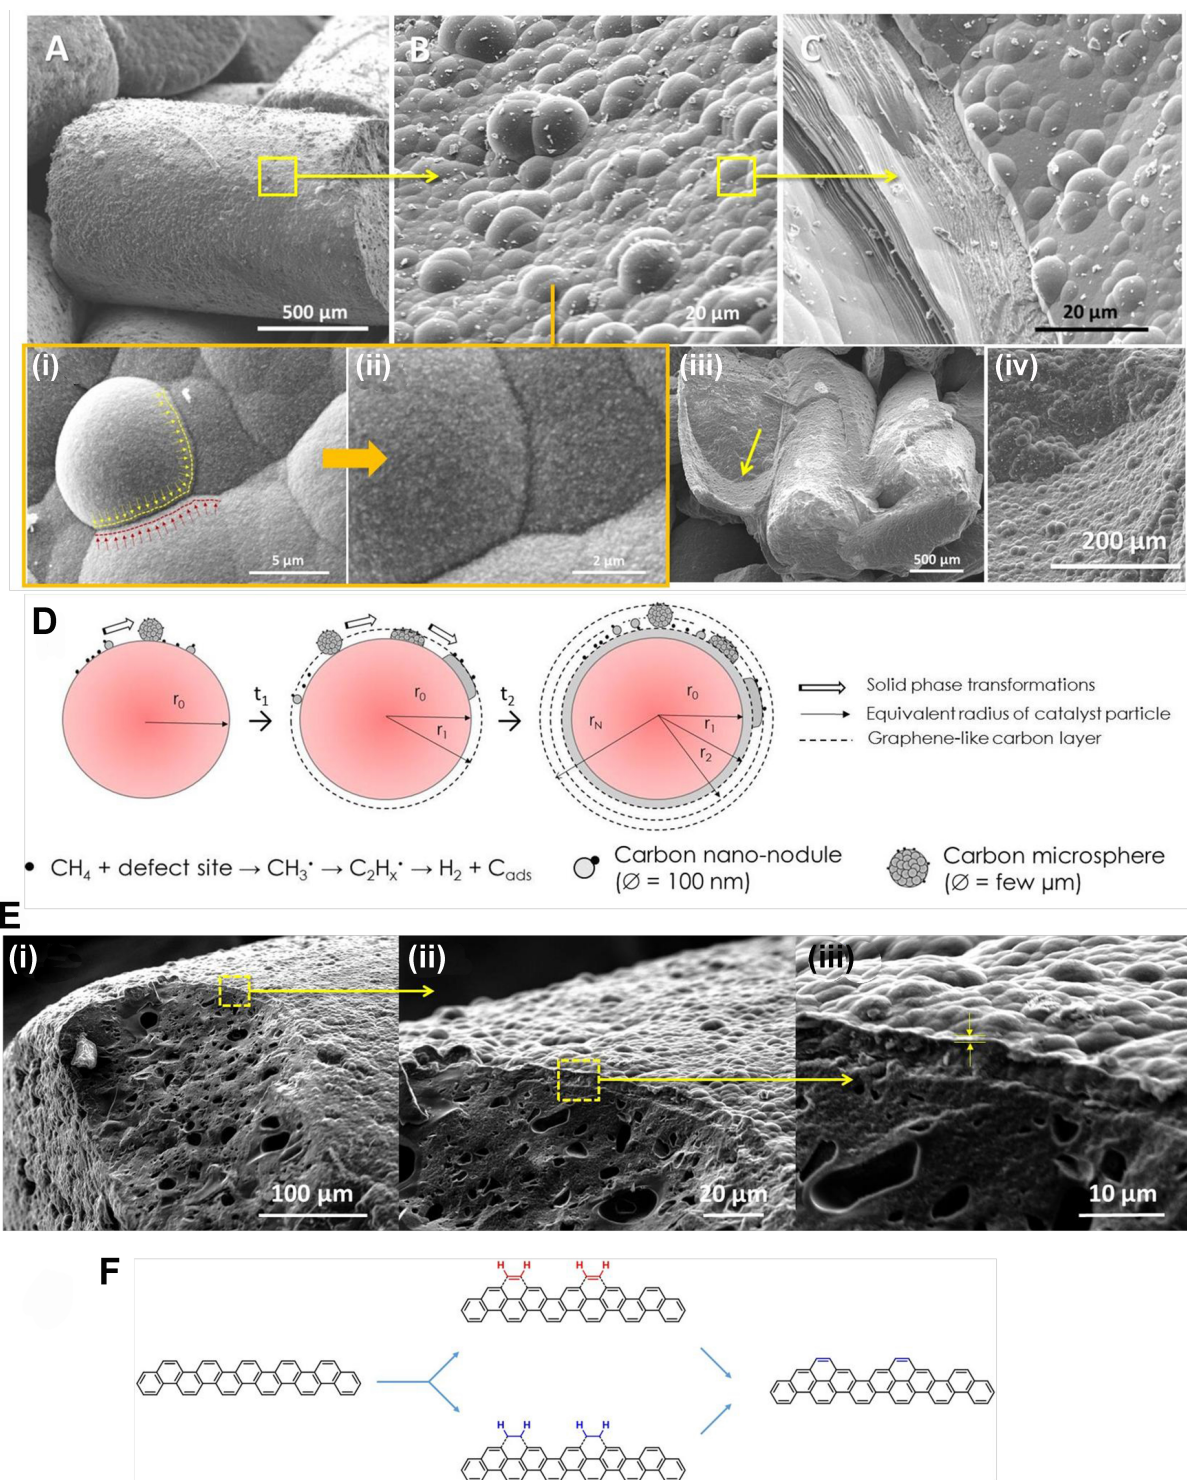 A
500 µm
B
20 µm
C
20 µm
(i)
5 µm
(ii)
2 µm
(iii)
500 µm
(iv)
200 µm
D
r0
t1
r0
r1
t2
rN
r0
r1
r2
Solid phase transformations
Equivalent radius of catalyst particle
Graphene-like carbon layer
CH4 + defect site → CH3• → C2Hx• → H2 + Cads
Carbon nano-nodule
(Ø = 100 nm)
Carbon microsphere
(Ø = few µm)
E
(i)
100 µm
(ii)
20 µm
(iii)
10 µm
F
H H H H
H H H H